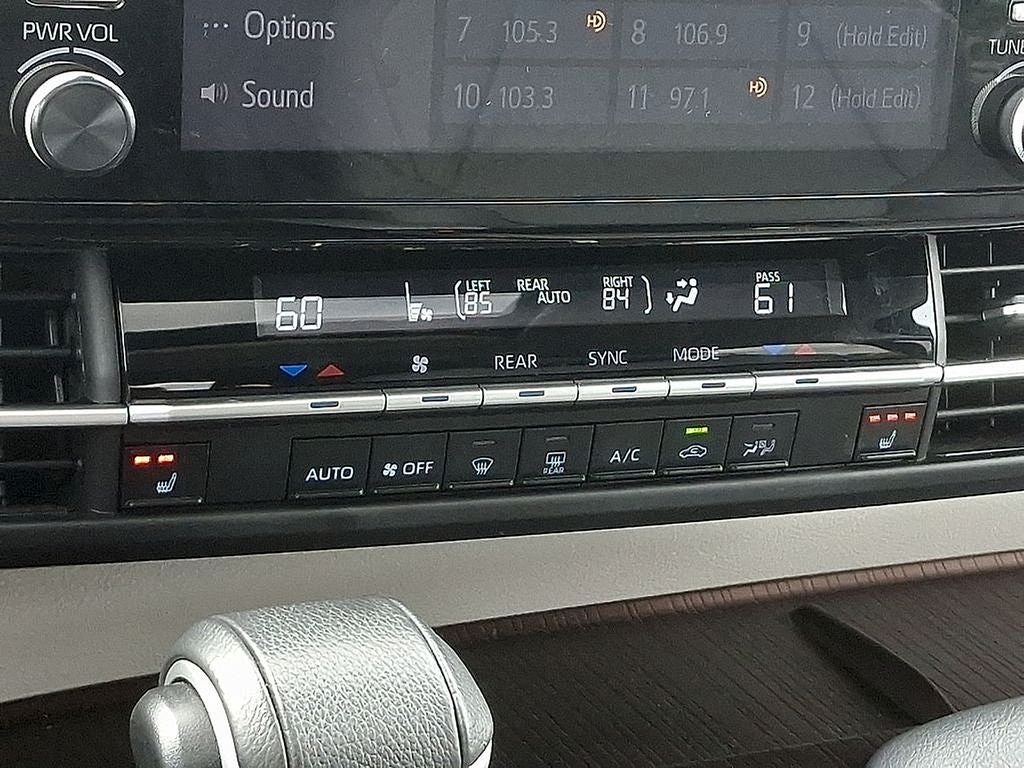 PWR VOL
Options
7 105.3 HD 8 106.9 9 (Hold Edit)
TUNE
Sound
10 103.3 11 97.1 HD 12 (Hold Edit)
60 (LEFT 85 REAR AUTO RIGHT 84) PASS 61
REAR SYNC MODE
AUTO OFF REAR A/C